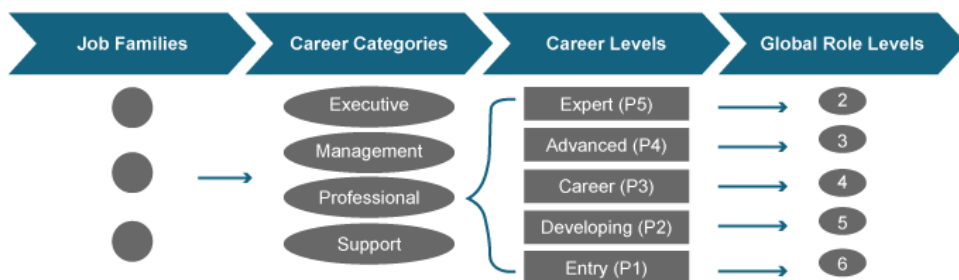 Job Families
Career Categories
Career Levels
Global Role Levels
Executive
Management
Professional
Support
Expert (P5)
Advanced (P4)
Career (P3)
Developing (P2)
Entry (P1)
2
3
4
5
6